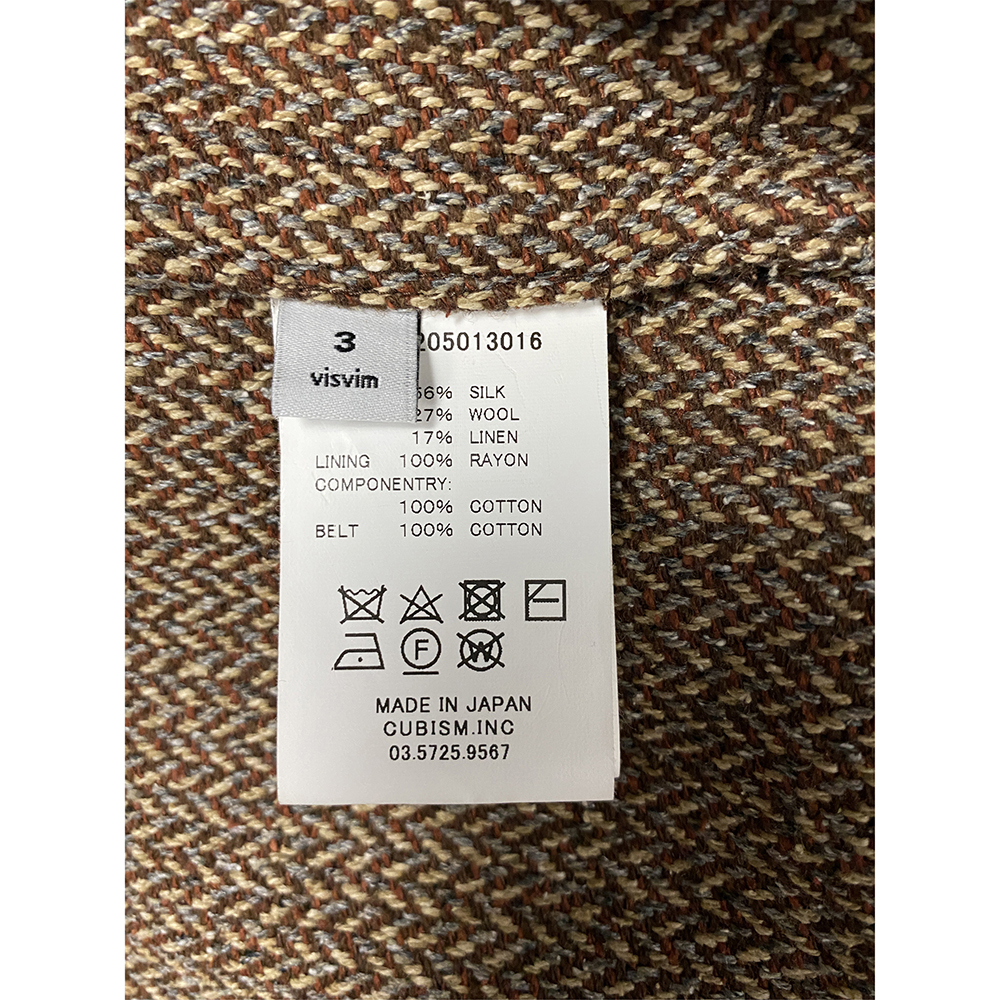 3
visvim
205013016
56% SILK
27% WOOL
17% LINEN
LINING 100% RAYON
COMPONENTRY:
100% COTTON
BELT 100% COTTON
F
W
MADE IN JAPAN
CUBISM.INC
03.5725.9567